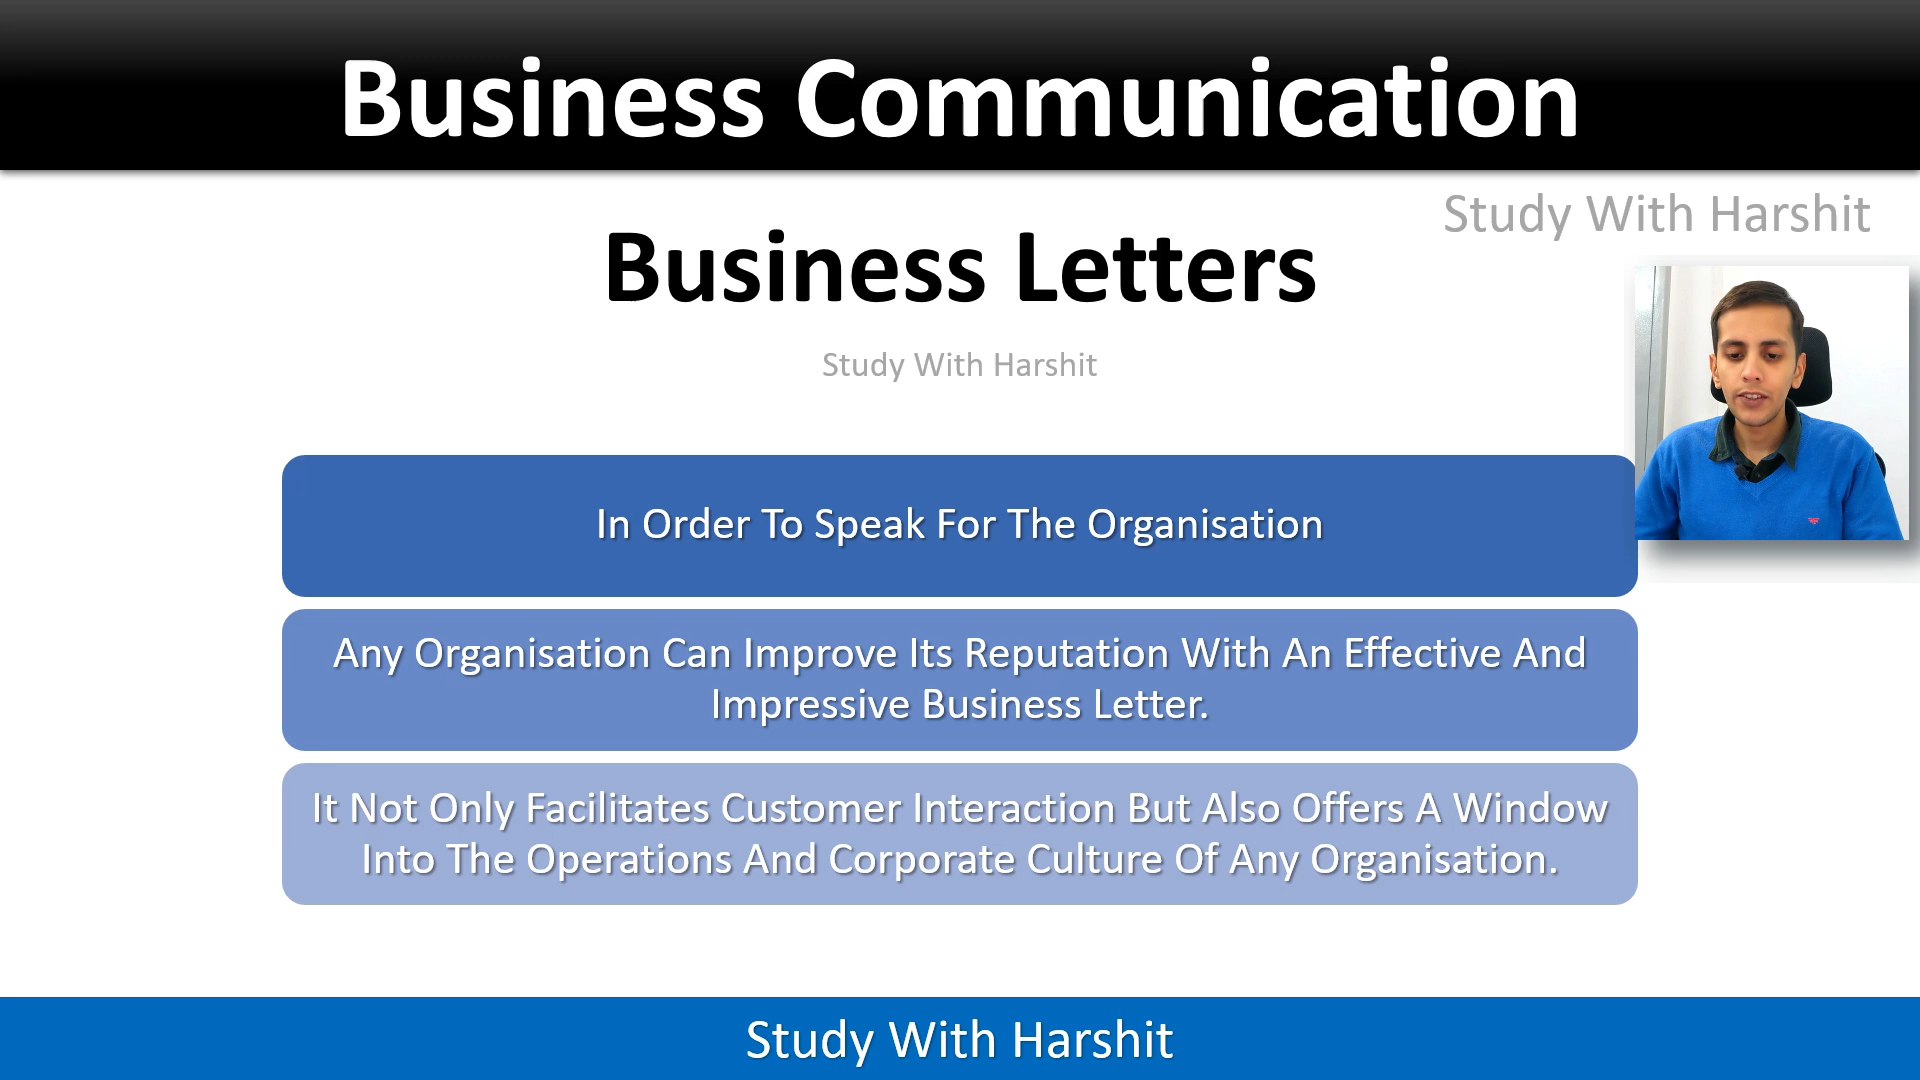 Business Communication
Study With Harshit
Business Letters
Study With Harshit
In Order To Speak For The Organisation
Any Organisation Can Improve Its Reputation With An Effective And
Impressive Business Letter.
It Not Only Facilitates Customer Interaction But Also Offers A Window
Into The Operations And Corporate Culture Of Any Organisation.
Study With Harshit